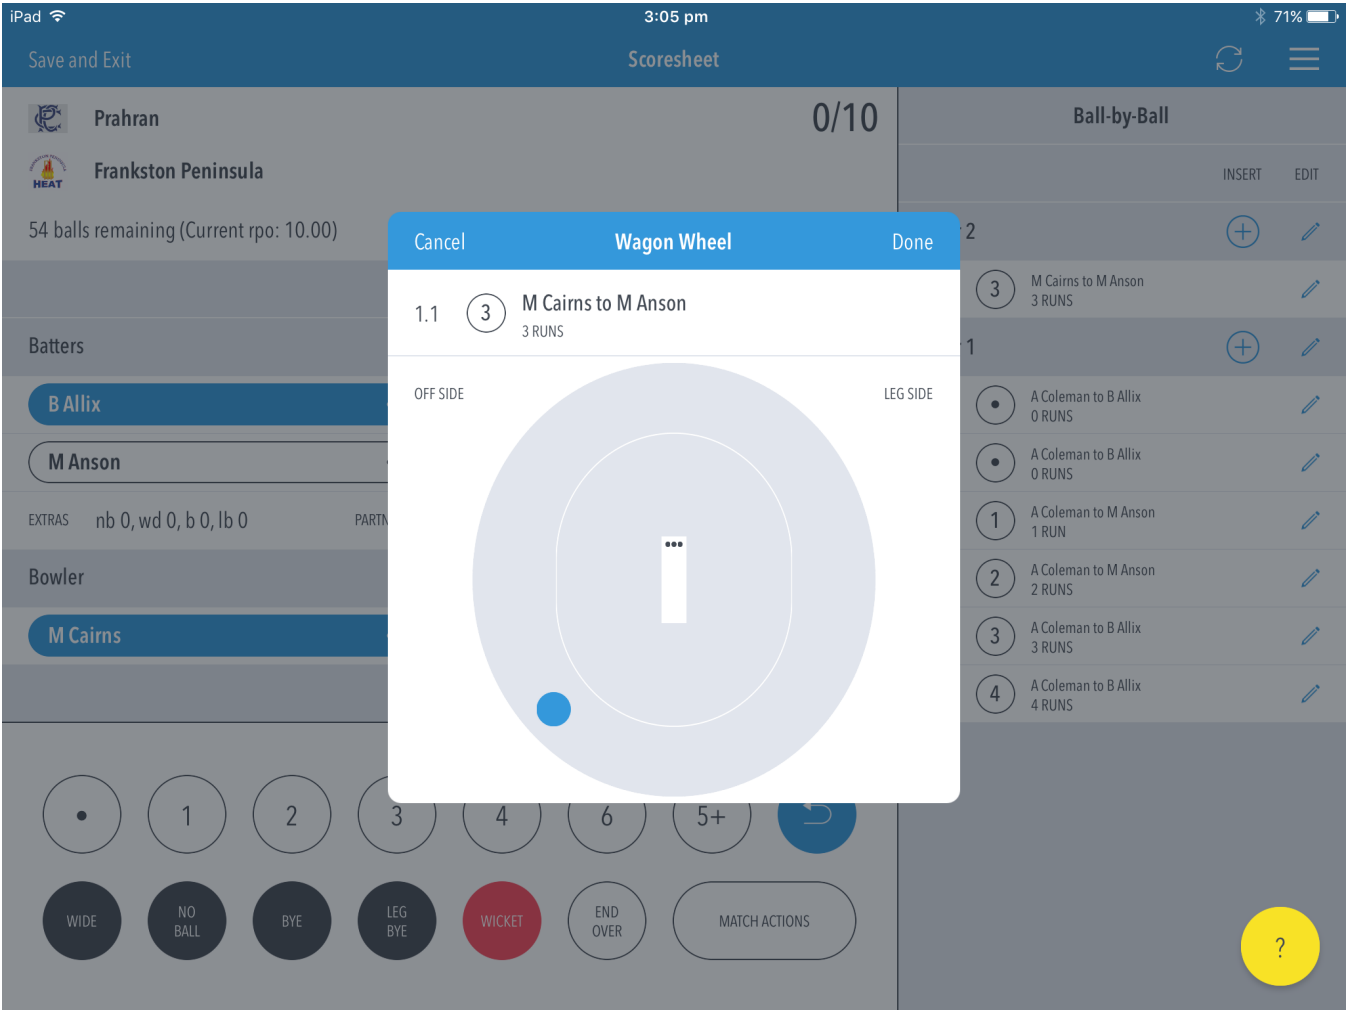 iPad 3:05 pm 71%
Save and Exit Scoresheet
Prahran 0/10
HEAT Frankston Peninsula
54 balls remaining (Current rpo: 10.00)
Batters
B Allix
M Anson
EXTRAS nb 0, wd 0, b 0, lb 0 PARTN
Bowler
M Cairns
Cancel Wagon Wheel Done
1.1 3 M Cairns to M Anson
3 RUNS
OFF SIDE LEG SIDE
Ball-by-Ball
INSERT EDIT
2
3 M Cairns to M Anson
3 RUNS
1
A Coleman to B Allix
0 RUNS
A Coleman to B Allix
0 RUNS
1 A Coleman to M Anson
1 RUN
2 A Coleman to M Anson
2 RUNS
3 A Coleman to B Allix
3 RUNS
4 A Coleman to B Allix
4 RUNS
• 1 2 3 4 6 5+
WIDE NO BALL BYE LEG BYE WICKET END OVER MATCH ACTIONS
?